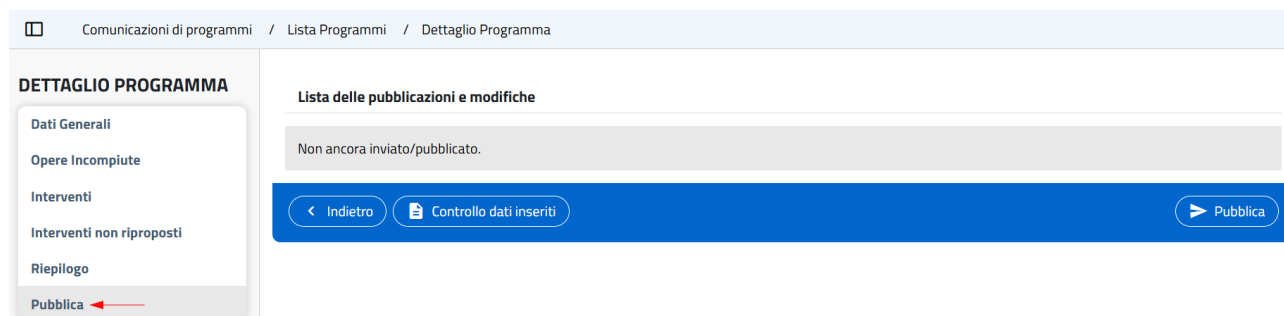 Comunicazioni di programmi / Lista Programmi / Dettaglio Programma
DETTAGLIO PROGRAMMA
Dati Generali
Opere Incompiute
Interventi
Interventi non riproposti
Riepilogo
Pubblica
Lista delle pubblicazioni e modifiche
Non ancora inviato/pubblicato.
Indietro
Controllo dati inseriti
Pubblica